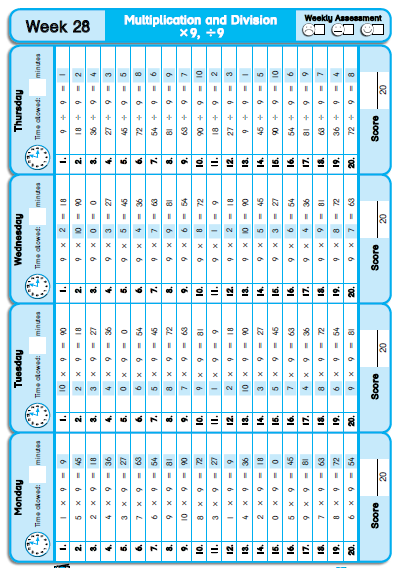 Week 28
Multiplication and Division
×9, ÷9
Weekly Assessment
Monday
Time allowed: minutes
1. 1 × 9 = 9
2. 5 × 9 = 45
3. 2 × 9 = 18
4. 4 × 9 = 36
5. 3 × 9 = 27
6. 7 × 9 = 63
7. 6 × 9 = 54
8. 9 × 9 = 81
9. 10 × 9 = 90
10. 8 × 9 = 72
11. 3 × 9 = 27
12. 1 × 9 = 9
13. 4 × 9 = 36
14. 2 × 9 = 18
15. 0 × 9 = 0
16. 5 × 9 = 45
17. 9 × 9 = 81
18. 7 × 9 = 63
19. 8 × 9 = 72
20. 6 × 9 = 54
Score 20
Tuesday
Time allowed: minutes
1. 10 × 9 = 90
2. 2 × 9 = 18
3. 3 × 9 = 27
4. 4 × 9 = 36
5. 0 × 9 = 0
6. 6 × 9 = 54
7. 5 × 9 = 45
8. 8 × 9 = 72
9. 7 × 9 = 63
10. 9 × 9 = 81
11. 1 × 9 = 9
12. 2 × 9 = 18
13. 10 × 9 = 90
14. 3 × 9 = 27
15. 5 × 9 = 45
16. 7 × 9 = 63
17. 4 × 9 = 36
18. 8 × 9 = 72
19. 6 × 9 = 54
20. 9 × 9 = 81
Score 20
Wednesday
Time allowed: minutes
1. 9 × 2 = 18
2. 9 × 10 = 90
3. 9 × 0 = 0
4. 9 × 3 = 27
5. 9 × 5 = 45
6. 9 × 4 = 36
7. 9 × 7 = 63
8. 9 × 9 = 81
9. 9 × 6 = 54
10. 9 × 8 = 72
11. 9 × 1 = 9
12. 9 × 2 = 18
13. 9 × 10 = 90
14. 9 × 5 = 45
15. 9 × 3 = 27
16. 9 × 6 = 54
17. 9 × 4 = 36
18. 9 × 9 = 81
19. 9 × 8 = 72
20. 9 × 7 = 63
Score 20
Thursday
Time allowed: minutes
1. 9 ÷ 9 = 1
2. 18 ÷ 9 = 2
3. 36 ÷ 9 = 4
4. 27 ÷ 9 = 3
5. 45 ÷ 9 = 5
6. 72 ÷ 9 = 8
7. 54 ÷ 9 = 6
8. 81 ÷ 9 = 9
9. 63 ÷ 9 = 7
10. 90 ÷ 9 = 10
11. 18 ÷ 9 = 2
12. 27 ÷ 9 = 3
13. 9 ÷ 9 = 1
14. 45 ÷ 9 = 5
15. 90 ÷ 9 = 10
16. 54 ÷ 9 = 6
17. 81 ÷ 9 = 9
18. 63 ÷ 9 = 7
19. 36 ÷ 9 = 4
20. 72 ÷ 9 = 8
Score 20